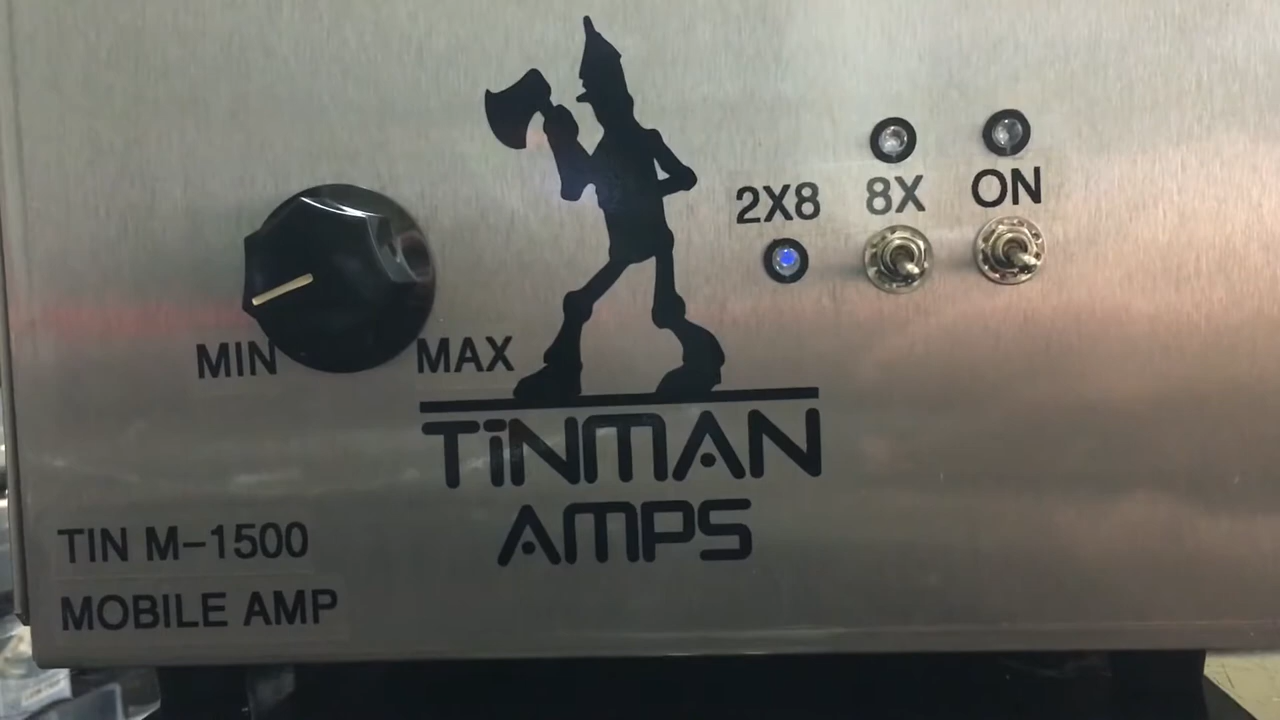 2X8 8X ON
MIN MAX
TiNMAN
AMPS
TIN M-1500
MOBILE AMP